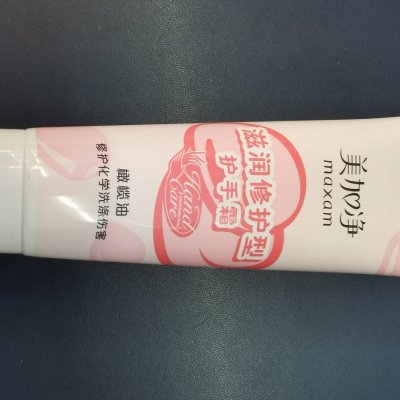 美加净
maxam
滋润修护型
护手霜
Hand
Care
橄榄油
修护化学洗涤伤害